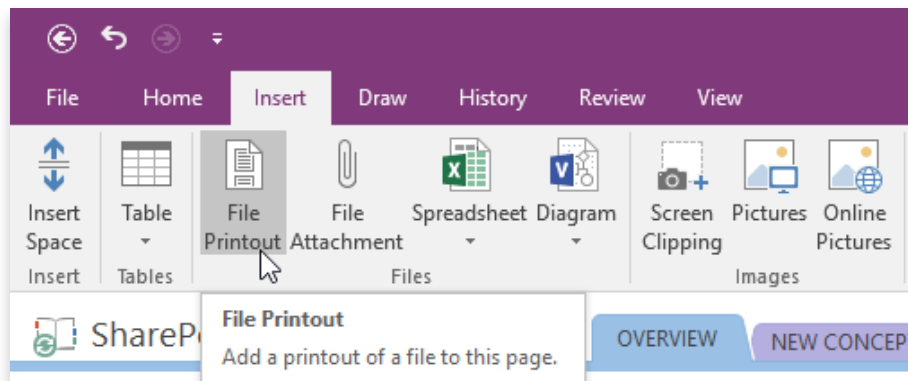 File Home Insert Draw History Review View
Insert Space
Table
File Printout
File Attachment
Spreadsheet
Diagram
Screen Clipping
Pictures
Online Pictures
Insert Tables Files Images
SharePo
OVERVIEW
NEW CONCEP
File Printout
Add a printout of a file to this page.